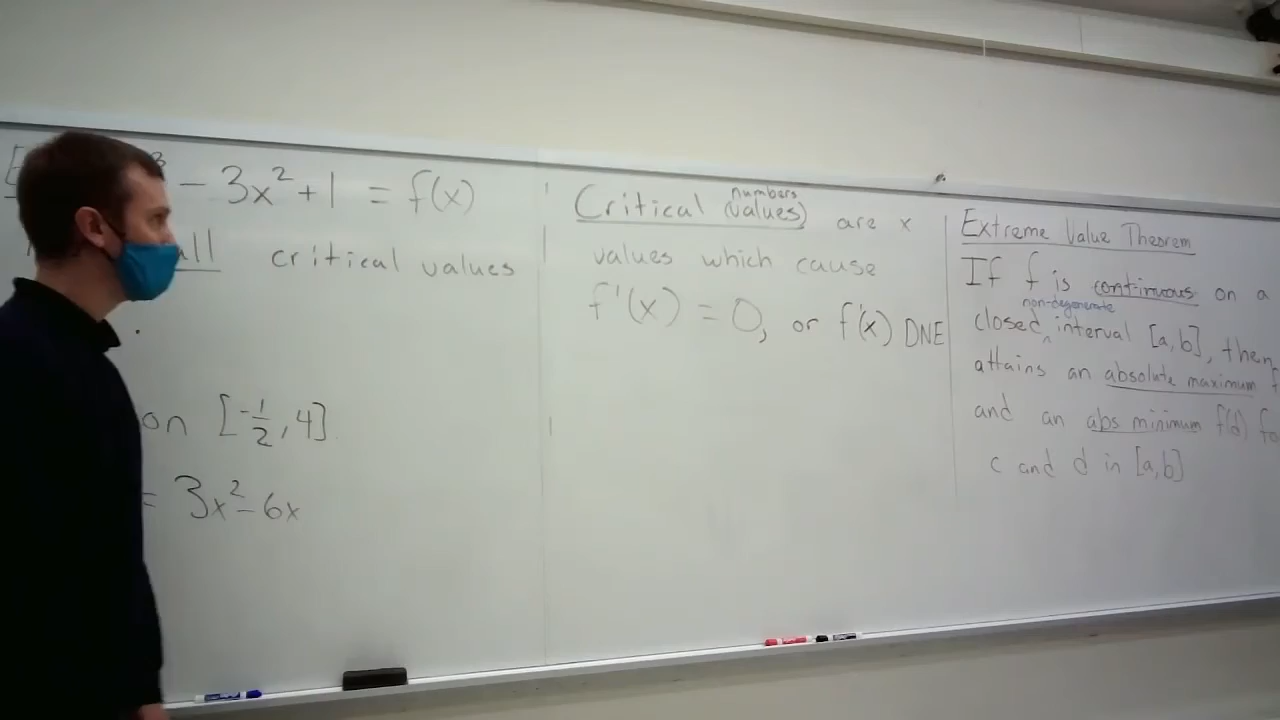 ³ - 3x² + 1 = f(x)
all critical values
on [-1/2, 4]
= 3x² - 6x
numbers
Critical (values) are x
values which cause
f'(x) = 0, or f'(x) DNE
Extreme Value Theorem
If f is continuous on a
non-degenerate
closed ^ interval [a,b], then
attains an absolute maximum f
and an abs minimum f(d) fo
c and d in [a,b]